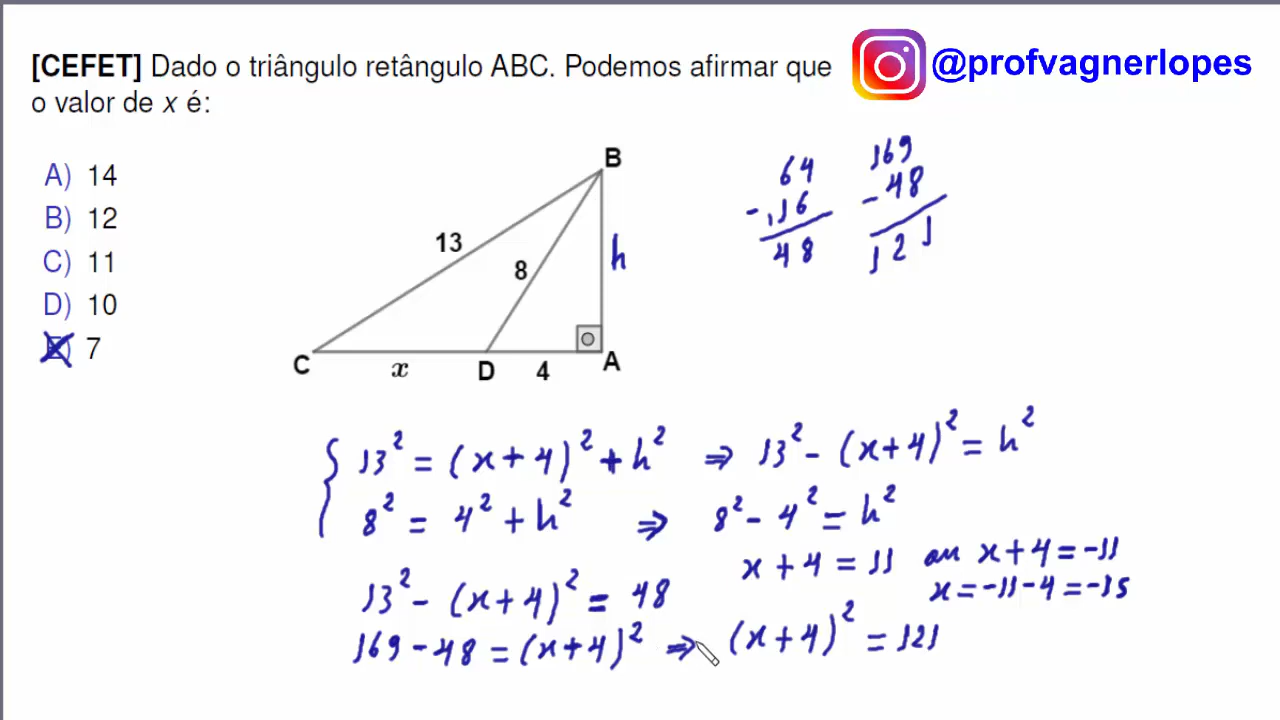 [CEFET] Dado o triângulo retângulo ABC. Podemos afirmar que
o valor de x é:
@profvagnerlopes
A) 14
B) 12
C) 11
D) 10
E) 7
B
13
8
h
C
x
D
4
A
64
- 16
48
169
- 48
121
13² = (x+4)² + h² ⇒ 13² - (x+4)² = h²
8² = 4² + h² ⇒ 8² - 4² = h²
x + 4 = 11 ou x + 4 = -11
x = -11 - 4 = -15
13² - (x+4)² = 48
169 - 48 = (x+4)² ⇒ (x+4)² = 121